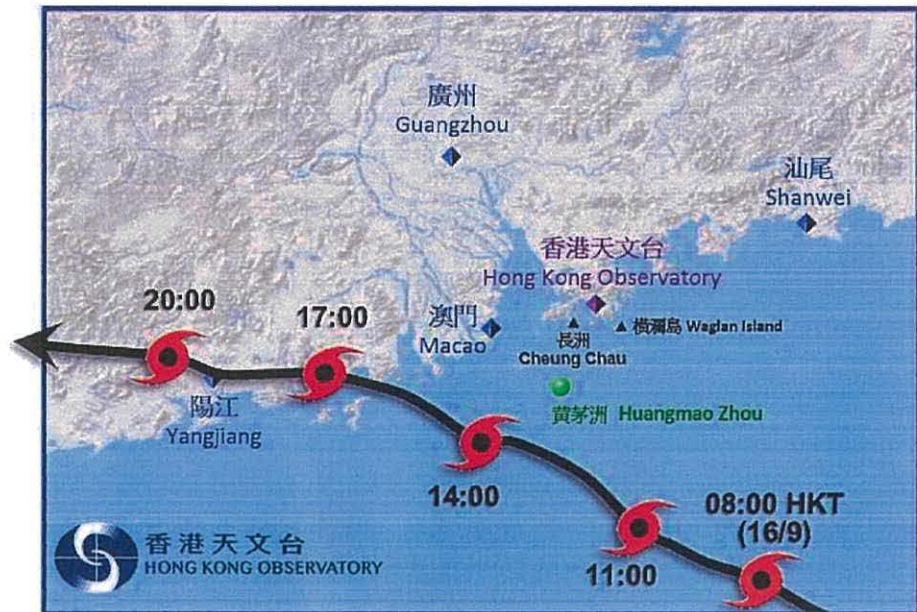 廣州
Guangzhou
汕尾
Shanwei
香港天文台
Hong Kong Observatory
20:00
17:00
澳門
Macao
長洲
Cheung Chau
橫瀾島 Waglan Island
黄茅洲 Huangmao Zhou
陽江
Yangjiang
14:00
08:00 HKT
(16/9)
11:00
香港天文台
HONG KONG OBSERVATORY